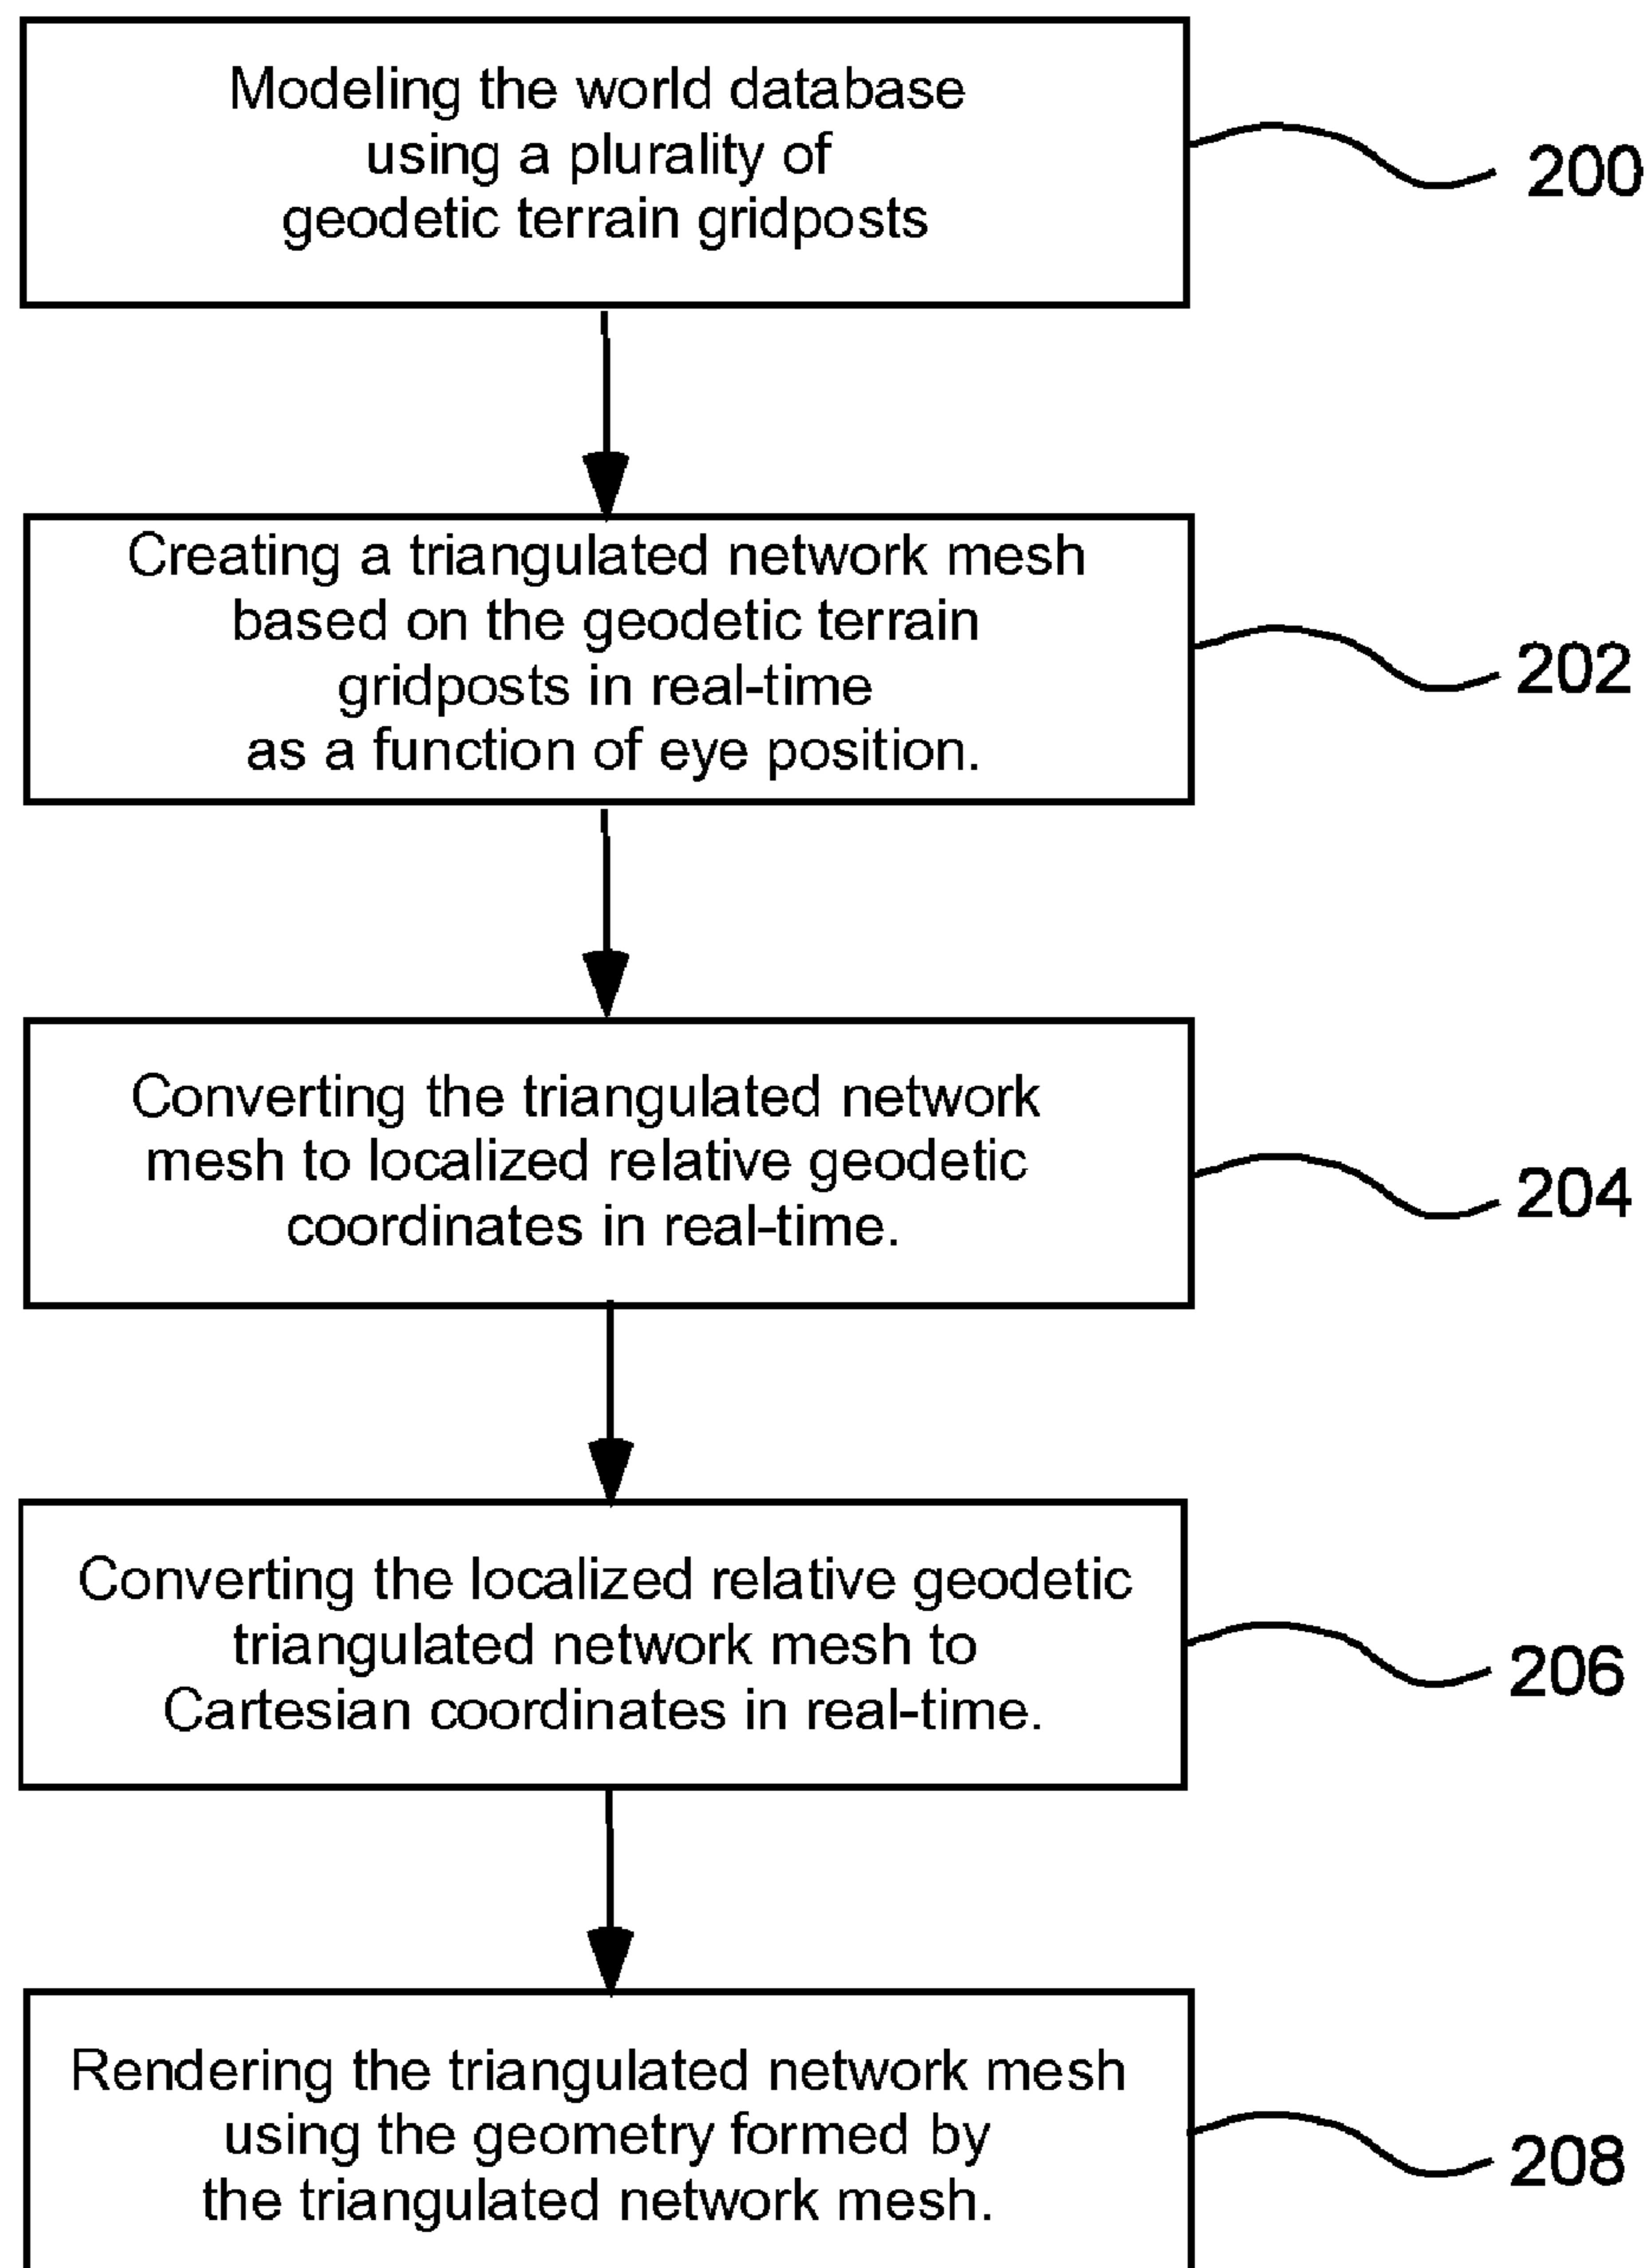 Modeling the world database
using a plurality of
geodetic terrain gridposts
200
Creating a triangulated network mesh
based on the geodetic terrain
gridposts in real-time
as a function of eye position.
202
Converting the triangulated network
mesh to localized relative geodetic
coordinates in real-time.
204
Converting the localized relative geodetic
triangulated network mesh to
Cartesian coordinates in real-time.
206
Rendering the triangulated network mesh
using the geometry formed by
the triangulated network mesh.
208